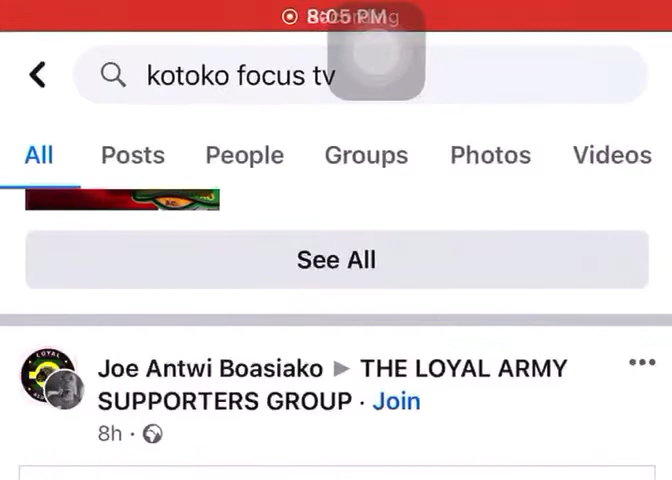 8:05 PM
kotoko focus tv
All Posts People Groups Photos Videos
See All
Joe Antwi Boasiako ▶ THE LOYAL ARMY
SUPPORTERS GROUP · Join
8h ·
LOYAL